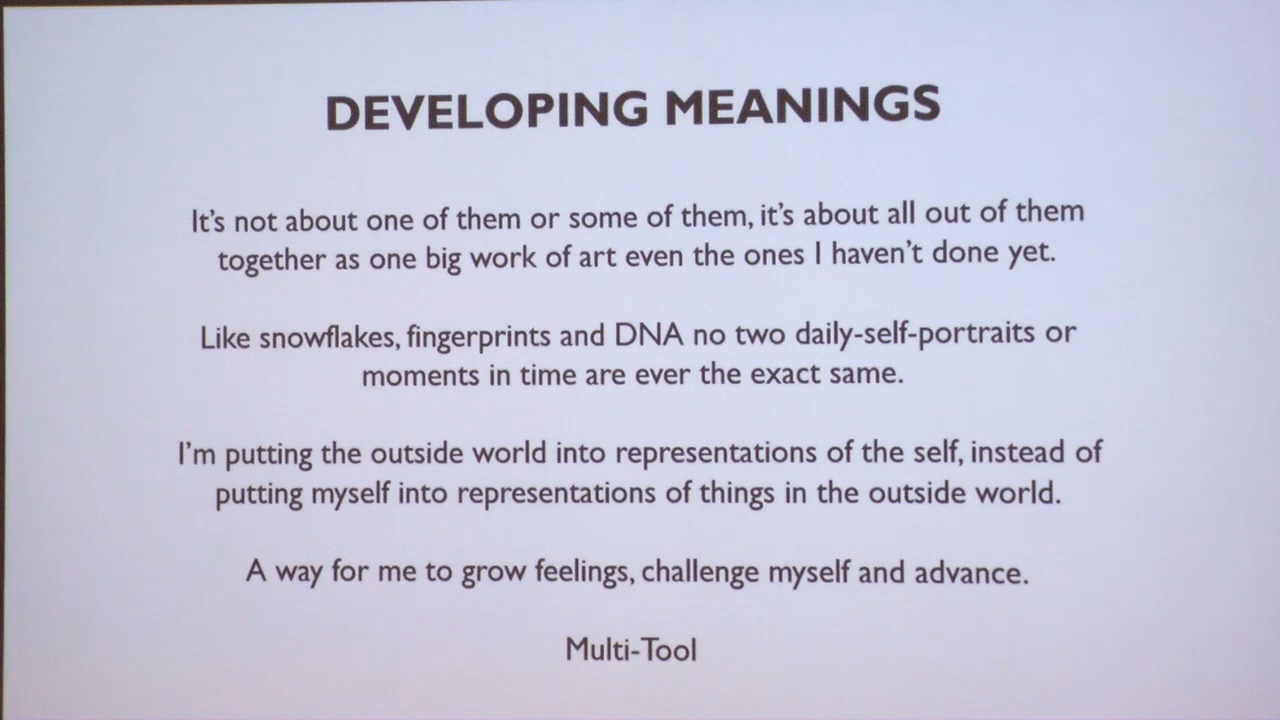 DEVELOPING MEANINGS
It's not about one of them or some of them, it's about all out of them
together as one big work of art even the ones I haven't done yet.
Like snowflakes, fingerprints and DNA no two daily-self-portraits or
moments in time are ever the exact same.
I'm putting the outside world into representations of the self, instead of
putting myself into representations of things in the outside world.
A way for me to grow feelings, challenge myself and advance.
Multi-Tool